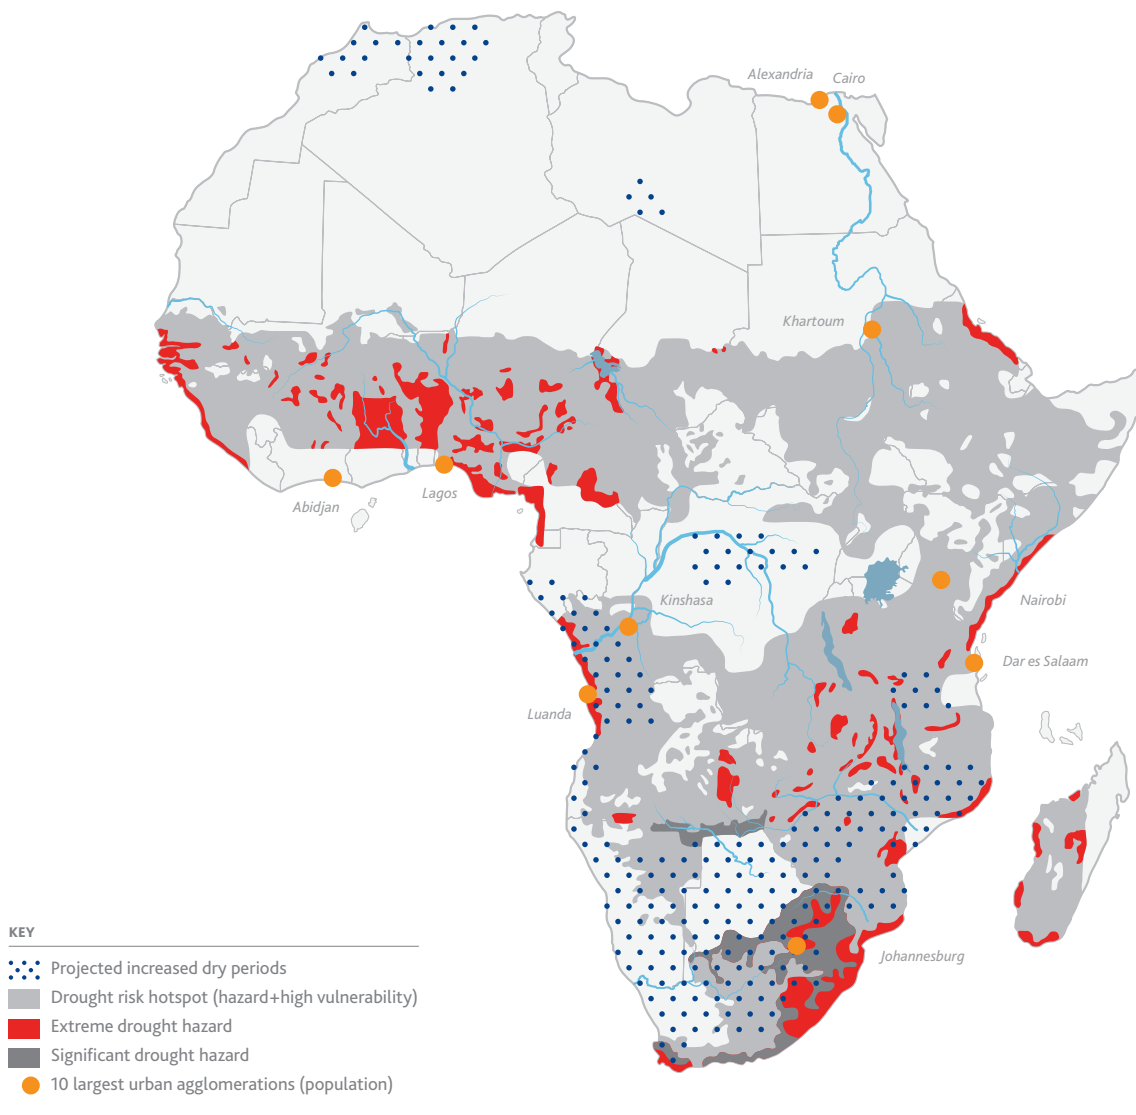 Alexandria
Cairo
Khartoum
Abidjan
Lagos
Kinshasa
Nairobi
Dar es Salaam
Luanda
Johannesburg
KEY
Projected increased dry periods
Drought risk hotspot (hazard+high vulnerability)
Extreme drought hazard
Significant drought hazard
10 largest urban agglomerations (population)